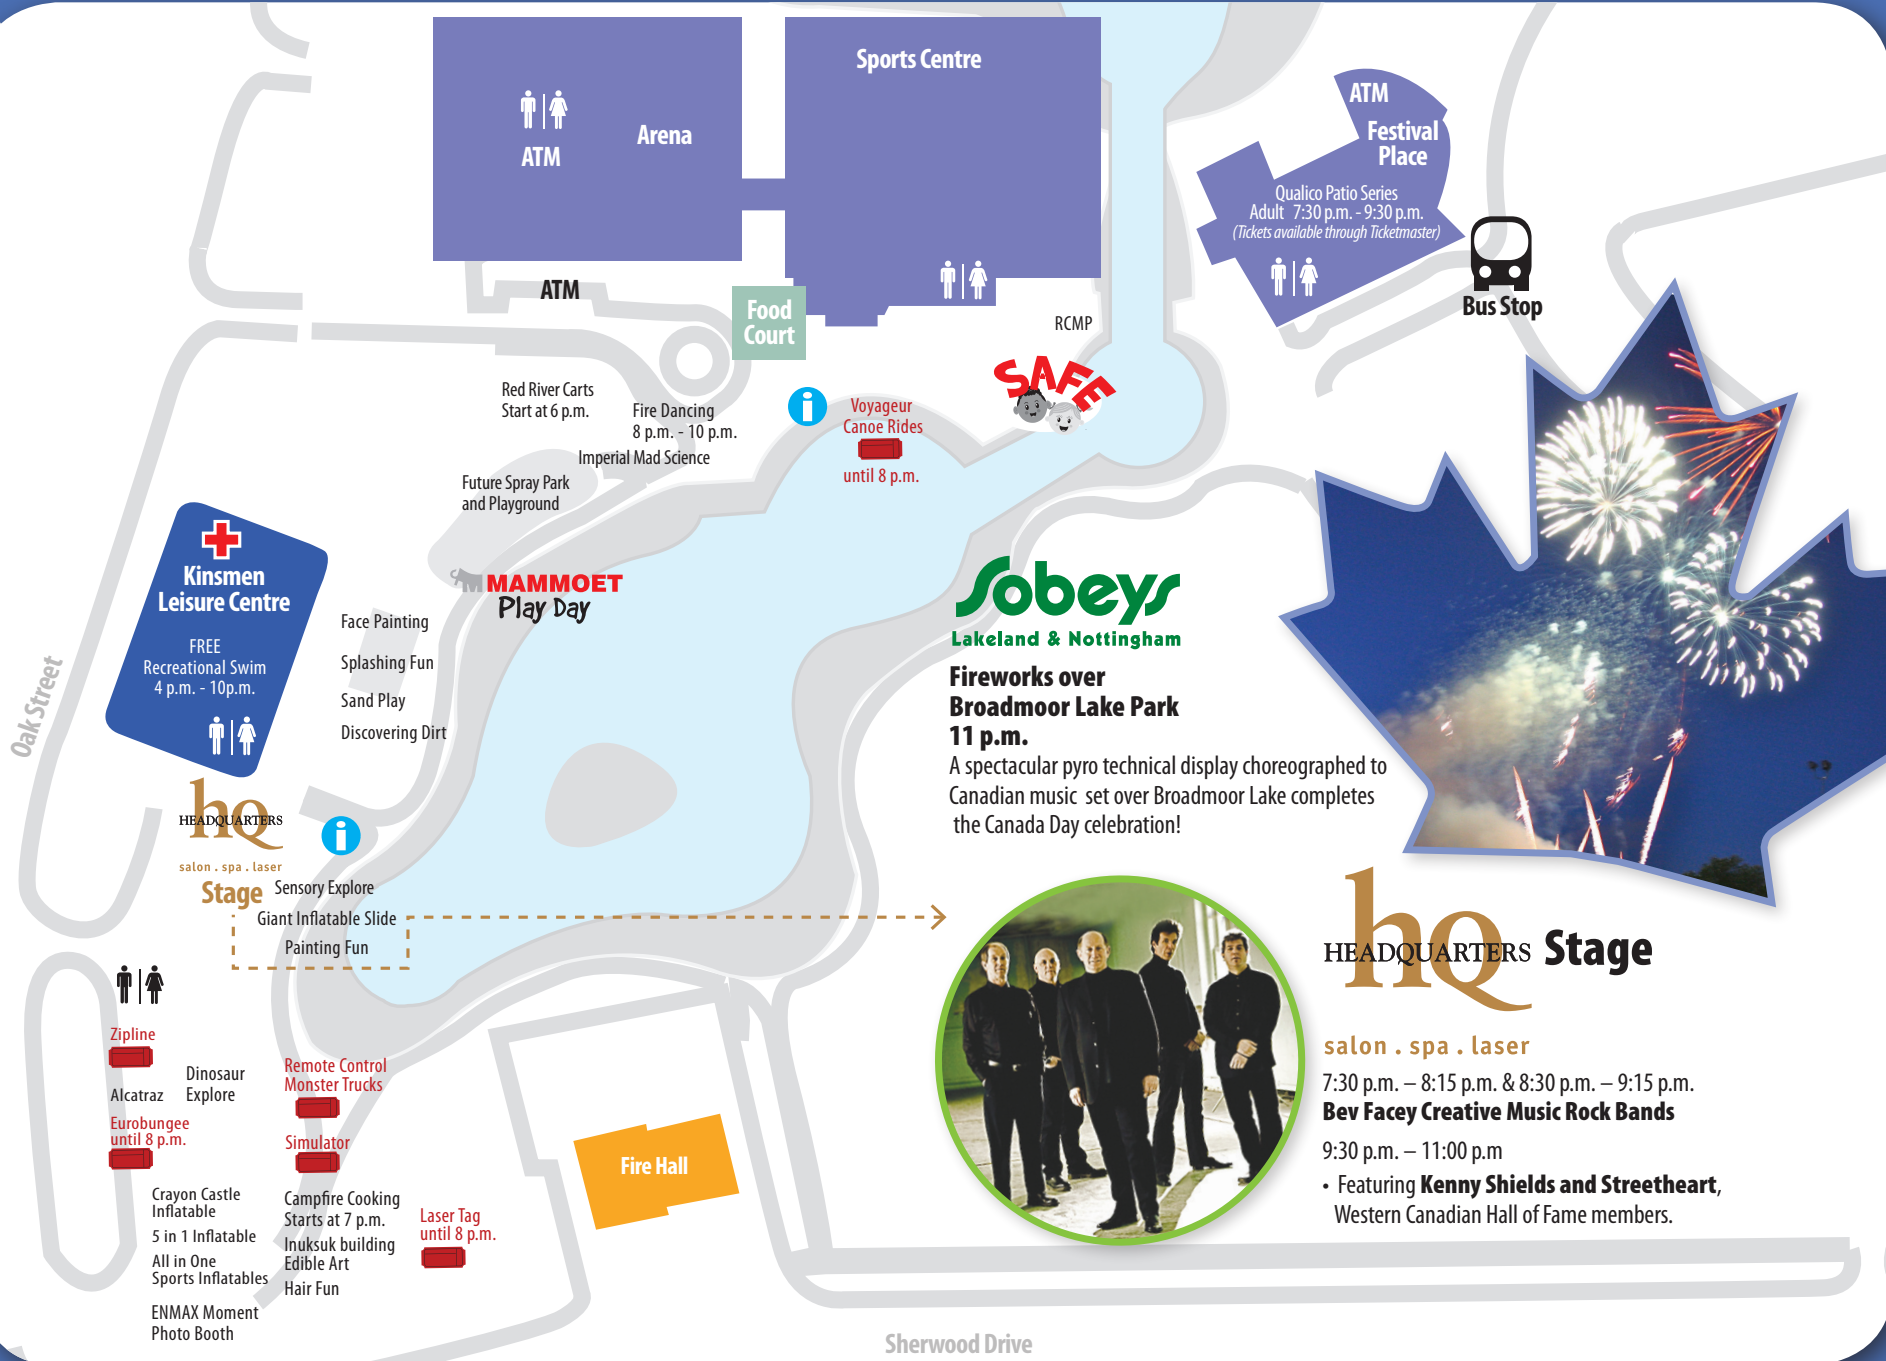 Sports Centre
Arena
ATM
ATM
Festival
Place
Qualico Patio Series
Adult 7:30 p.m. - 9:30 p.m.
(Tickets available through Ticketmaster)
Bus Stop
ATM
Food
Court
RCMP
SAFE
Red River Carts
Start at 6 p.m.
Fire Dancing
8 p.m. - 10 p.m.
Imperial Mad Science
i
Voyageur
Canoe Rides
until 8 p.m.
Future Spray Park
and Playground
MAMMOET
Play Day
Kinsmen
Leisure Centre
FREE
Recreational Swim
4 p.m. - 10p.m.
Face Painting
Splashing Fun
Sand Play
Discovering Dirt
Oak Street
Sobeys
Lakeland & Nottingham
Fireworks over
Broadmoor Lake Park
11 p.m.
A spectacular pyro technical display choreographed to
Canadian music set over Broadmoor Lake completes
the Canada Day celebration!
hq
HEADQUARTERS
salon . spa . laser
Stage
i
Sensory Explore
Giant Inflatable Slide
Painting Fun
Zipline
Alcatraz
Dinosaur
Explore
Eurobungee
until 8 p.m.
Remote Control
Monster Trucks
Simulator
Crayon Castle
Inflatable
5 in 1 Inflatable
All in One
Sports Inflatables
ENMAX Moment
Photo Booth
Campfire Cooking
Starts at 7 p.m.
Inuksuk building
Edible Art
Hair Fun
Laser Tag
until 8 p.m.
Fire Hall
hq
HEADQUARTERS Stage
salon . spa . laser
7:30 p.m. – 8:15 p.m. & 8:30 p.m. – 9:15 p.m.
Bev Facey Creative Music Rock Bands
9:30 p.m. – 11:00 p.m
• Featuring Kenny Shields and Streetheart,
Western Canadian Hall of Fame members.
Sherwood Drive